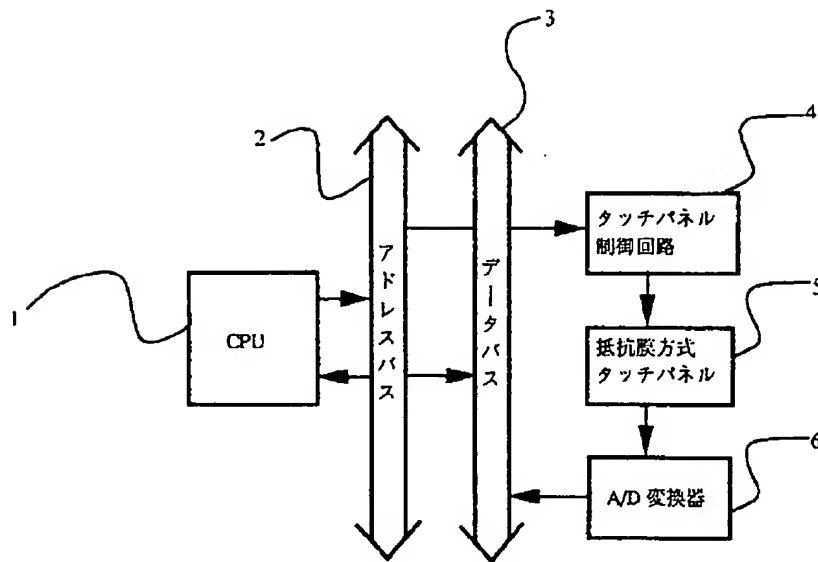 3
2
4
タッチパネル
制御回路
アドレスバス
データバス
1
CPU
5
抵抗膜方式
タッチパネル
6
A/D 変換器